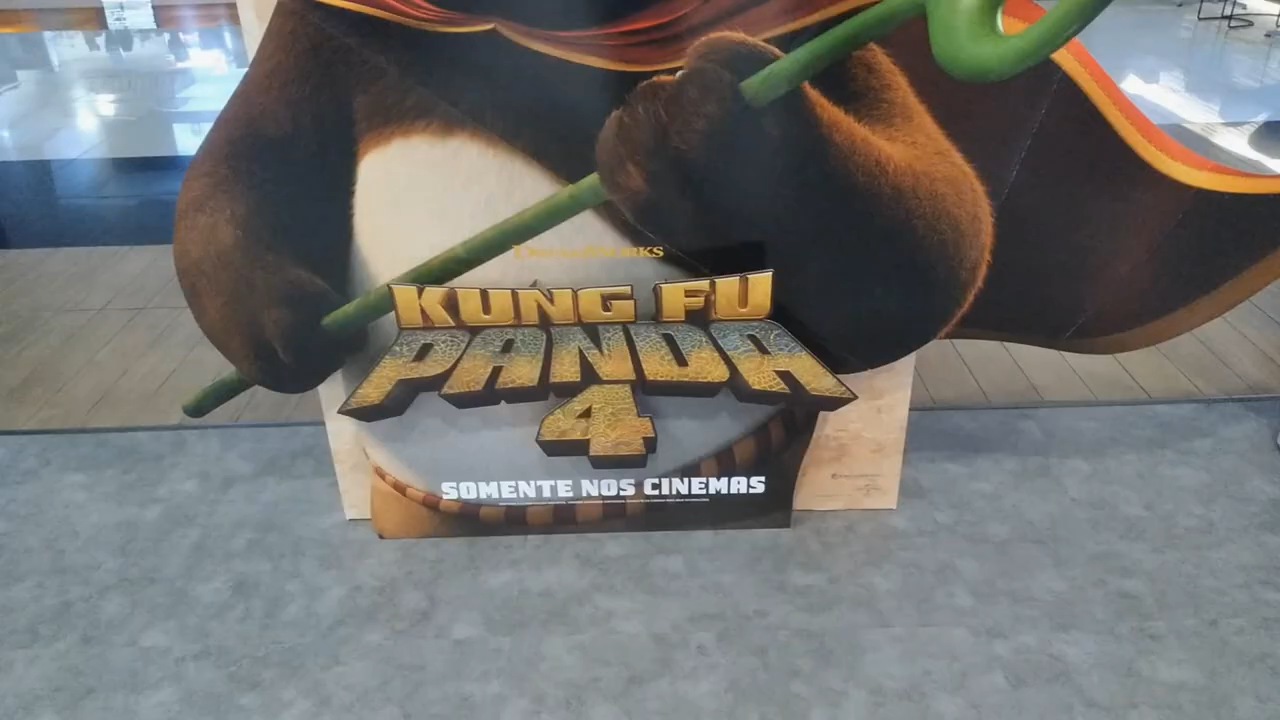 DREAMWORKS
KUNG FU
PANDA
4
SOMENTE NOS CINEMAS